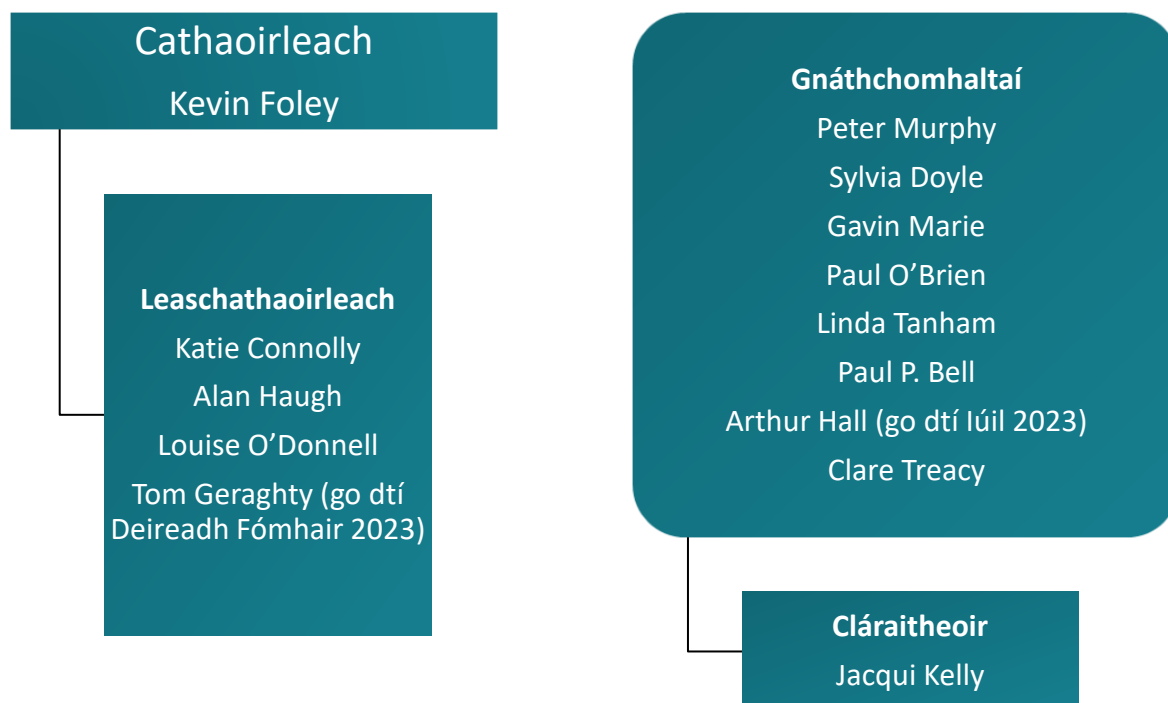 Cathaoirleach
Kevin Foley
Leaschathaoirleach
Katie Connolly
Alan Haugh
Louise O’Donnell
Tom Geraghty (go dtí
Deireadh Fómhair 2023)
Gnáthchomhaltaí
Peter Murphy
Sylvia Doyle
Gavin Marie
Paul O’Brien
Linda Tanham
Paul P. Bell
Arthur Hall (go dtí Iúil 2023)
Clare Treacy
Cláraitheoir
Jacqui Kelly